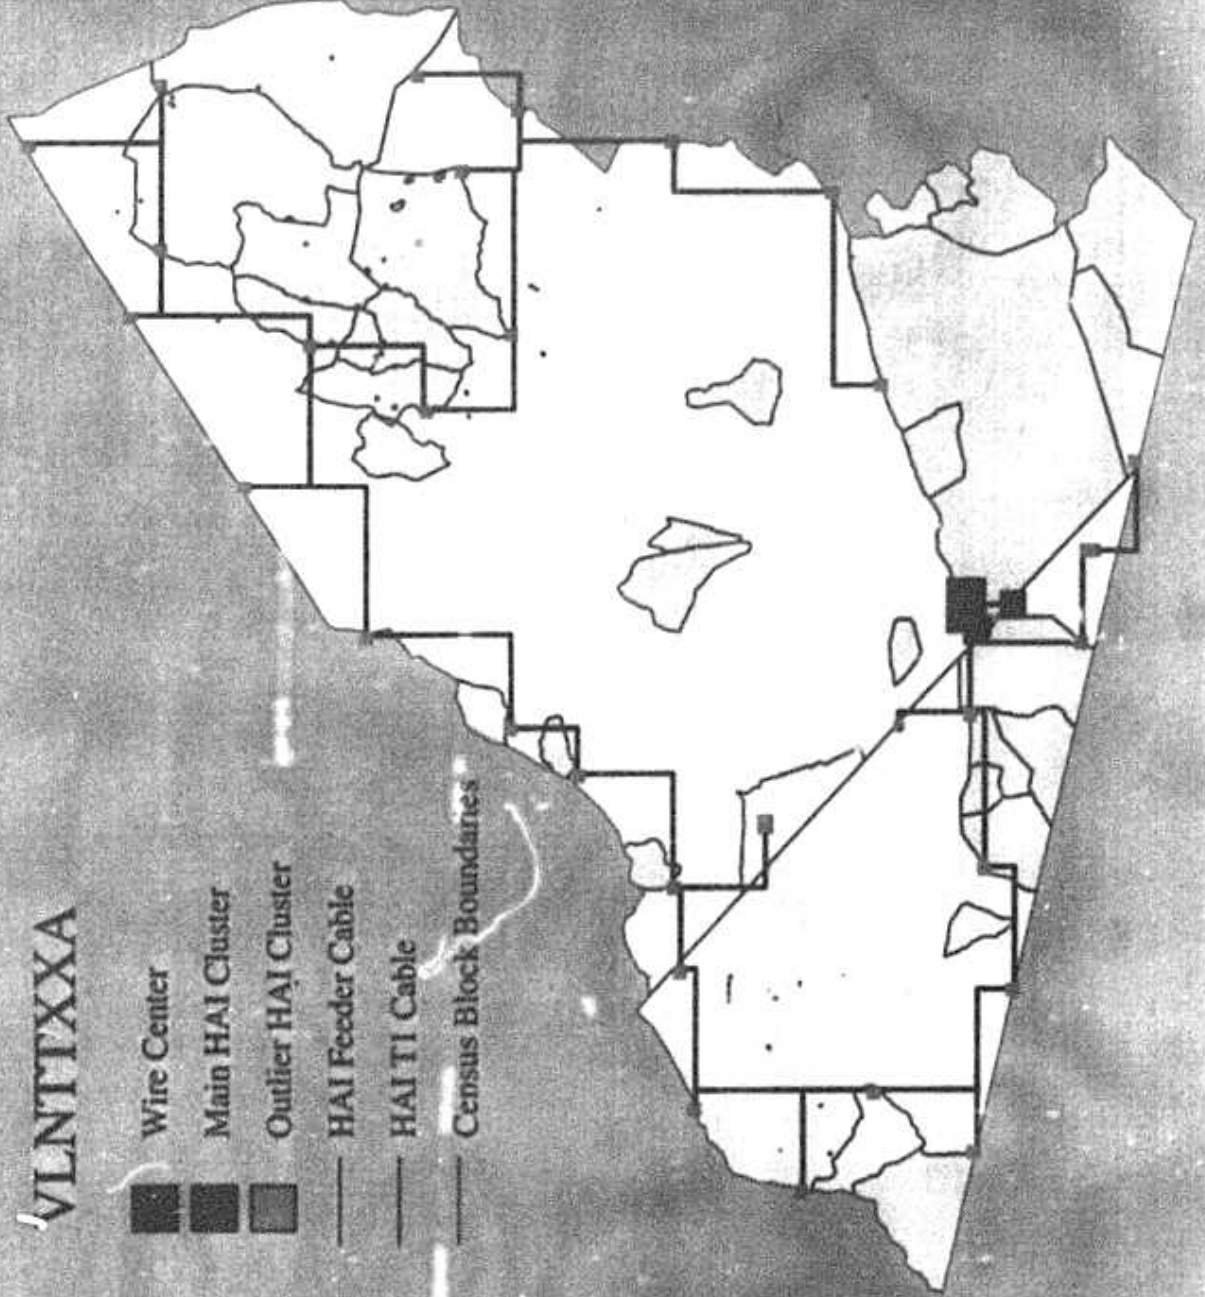 VLNTTXXA
Wire Center
Main HAI Cluster
Outlier HAI Cluster
HAI Feeder Cable
HAI T1 Cable
Census Block Boundaries